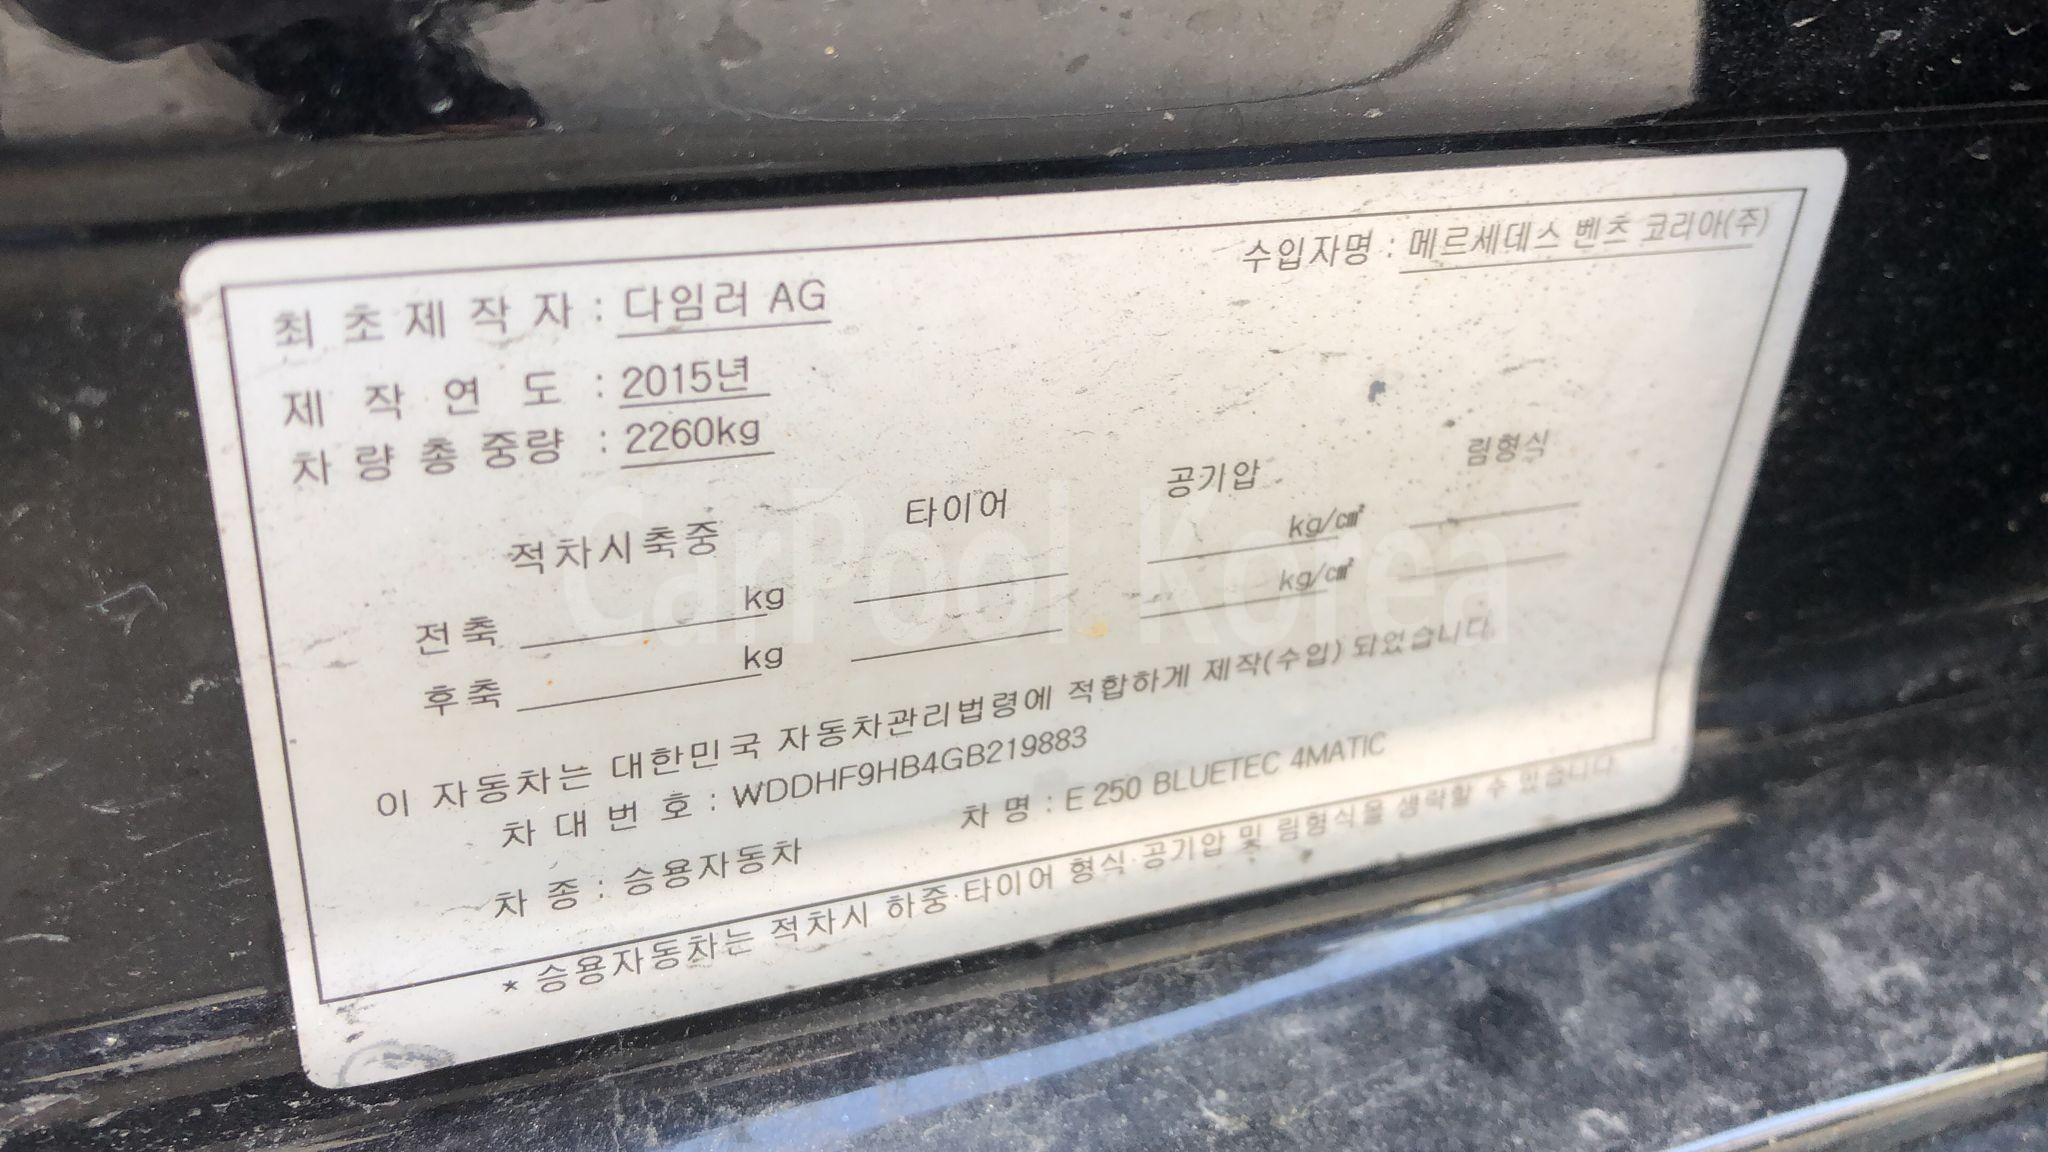 수입자명 : 메르세데스 벤츠 코리아(주)
최초제작자 : 다임러 AG
제작연도 : 2015년
차량총중량 : 2260kg
적차시축중 타이어 공기압 림형식
전축 kg kg/㎠
후축 kg kg/㎠
이 자동차는 대한민국 자동차관리법령에 적합하게 제작(수입) 되었습니다.
차대번호 : WDDHF9HB4GB219883
차종 : 승용자동차 차명 : E 250 BLUETEC 4MATIC
* 승용자동차는 적차시 하중·타이어 형식·공기압 및 림형식을 생략할 수 있습니다.
CarPool Korea